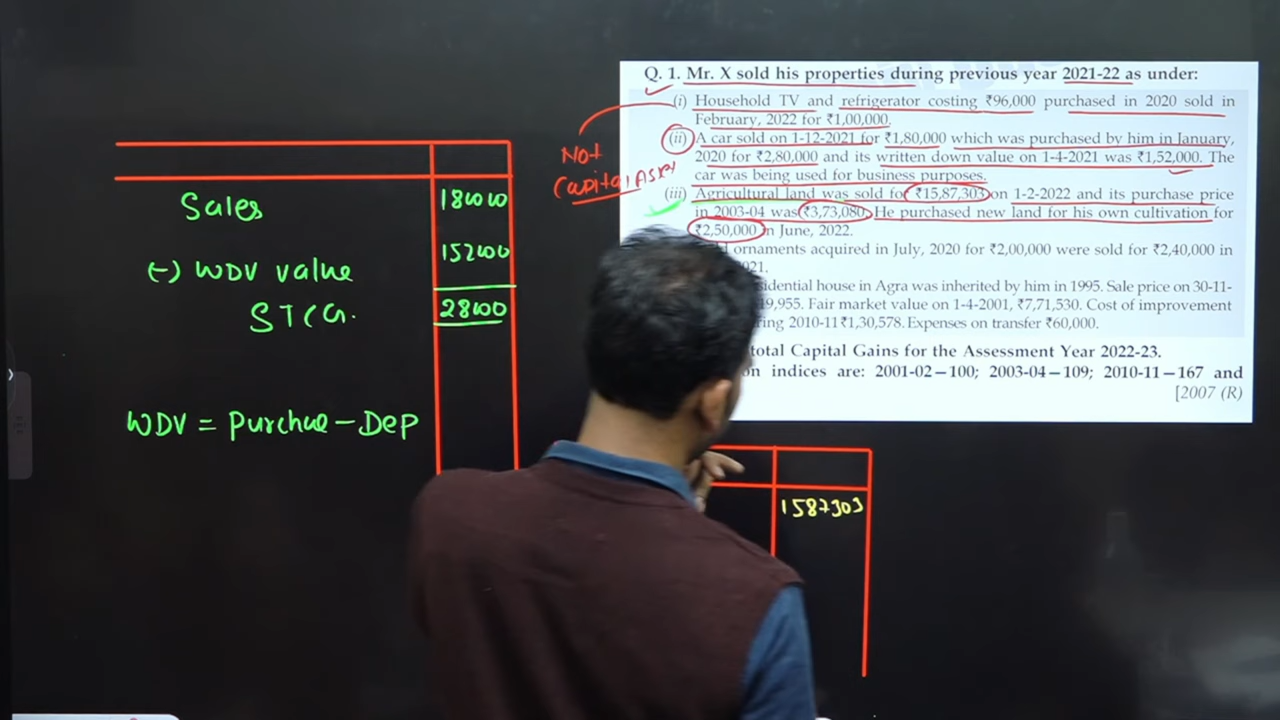 Q. 1. Mr. X sold his properties during previous year 2021-22 as under:
(i) Household TV and refrigerator costing ₹96,000 purchased in 2020 sold in
February, 2022 for ₹1,00,000.
(ii) A car sold on 1-12-2021 for ₹1,80,000 which was purchased by him in January,
2020 for ₹2,80,000 and its written down value on 1-4-2021 was ₹1,52,000. The
car was being used for business purposes.
(iii) Agricultural land was sold for ₹15,87,303 on 1-2-2022 and its purchase price
in 2003-04 was ₹3,73,080. He purchased new land for his own cultivation for
₹2,50,000 in June, 2022.
ornaments acquired in July, 2020 for ₹2,00,000 were sold for ₹2,40,000 in
house in Agra was inherited by him in 1995. Sale price on 30-11-
Fair market value on 1-4-2001, ₹7,71,530. Cost of improvement
2010-11 ₹1,30,578. Expenses on transfer ₹60,000.
total Capital Gains for the Assessment Year 2022-23.
indices are: 2001-02—100; 2003-04—109; 2010-11—167 and
[2007 (R)
Not
Capital Asset
Sales 180000
(-) WDV value 152000
STCG. 28000
WDV = Purchase - Dep
1587303